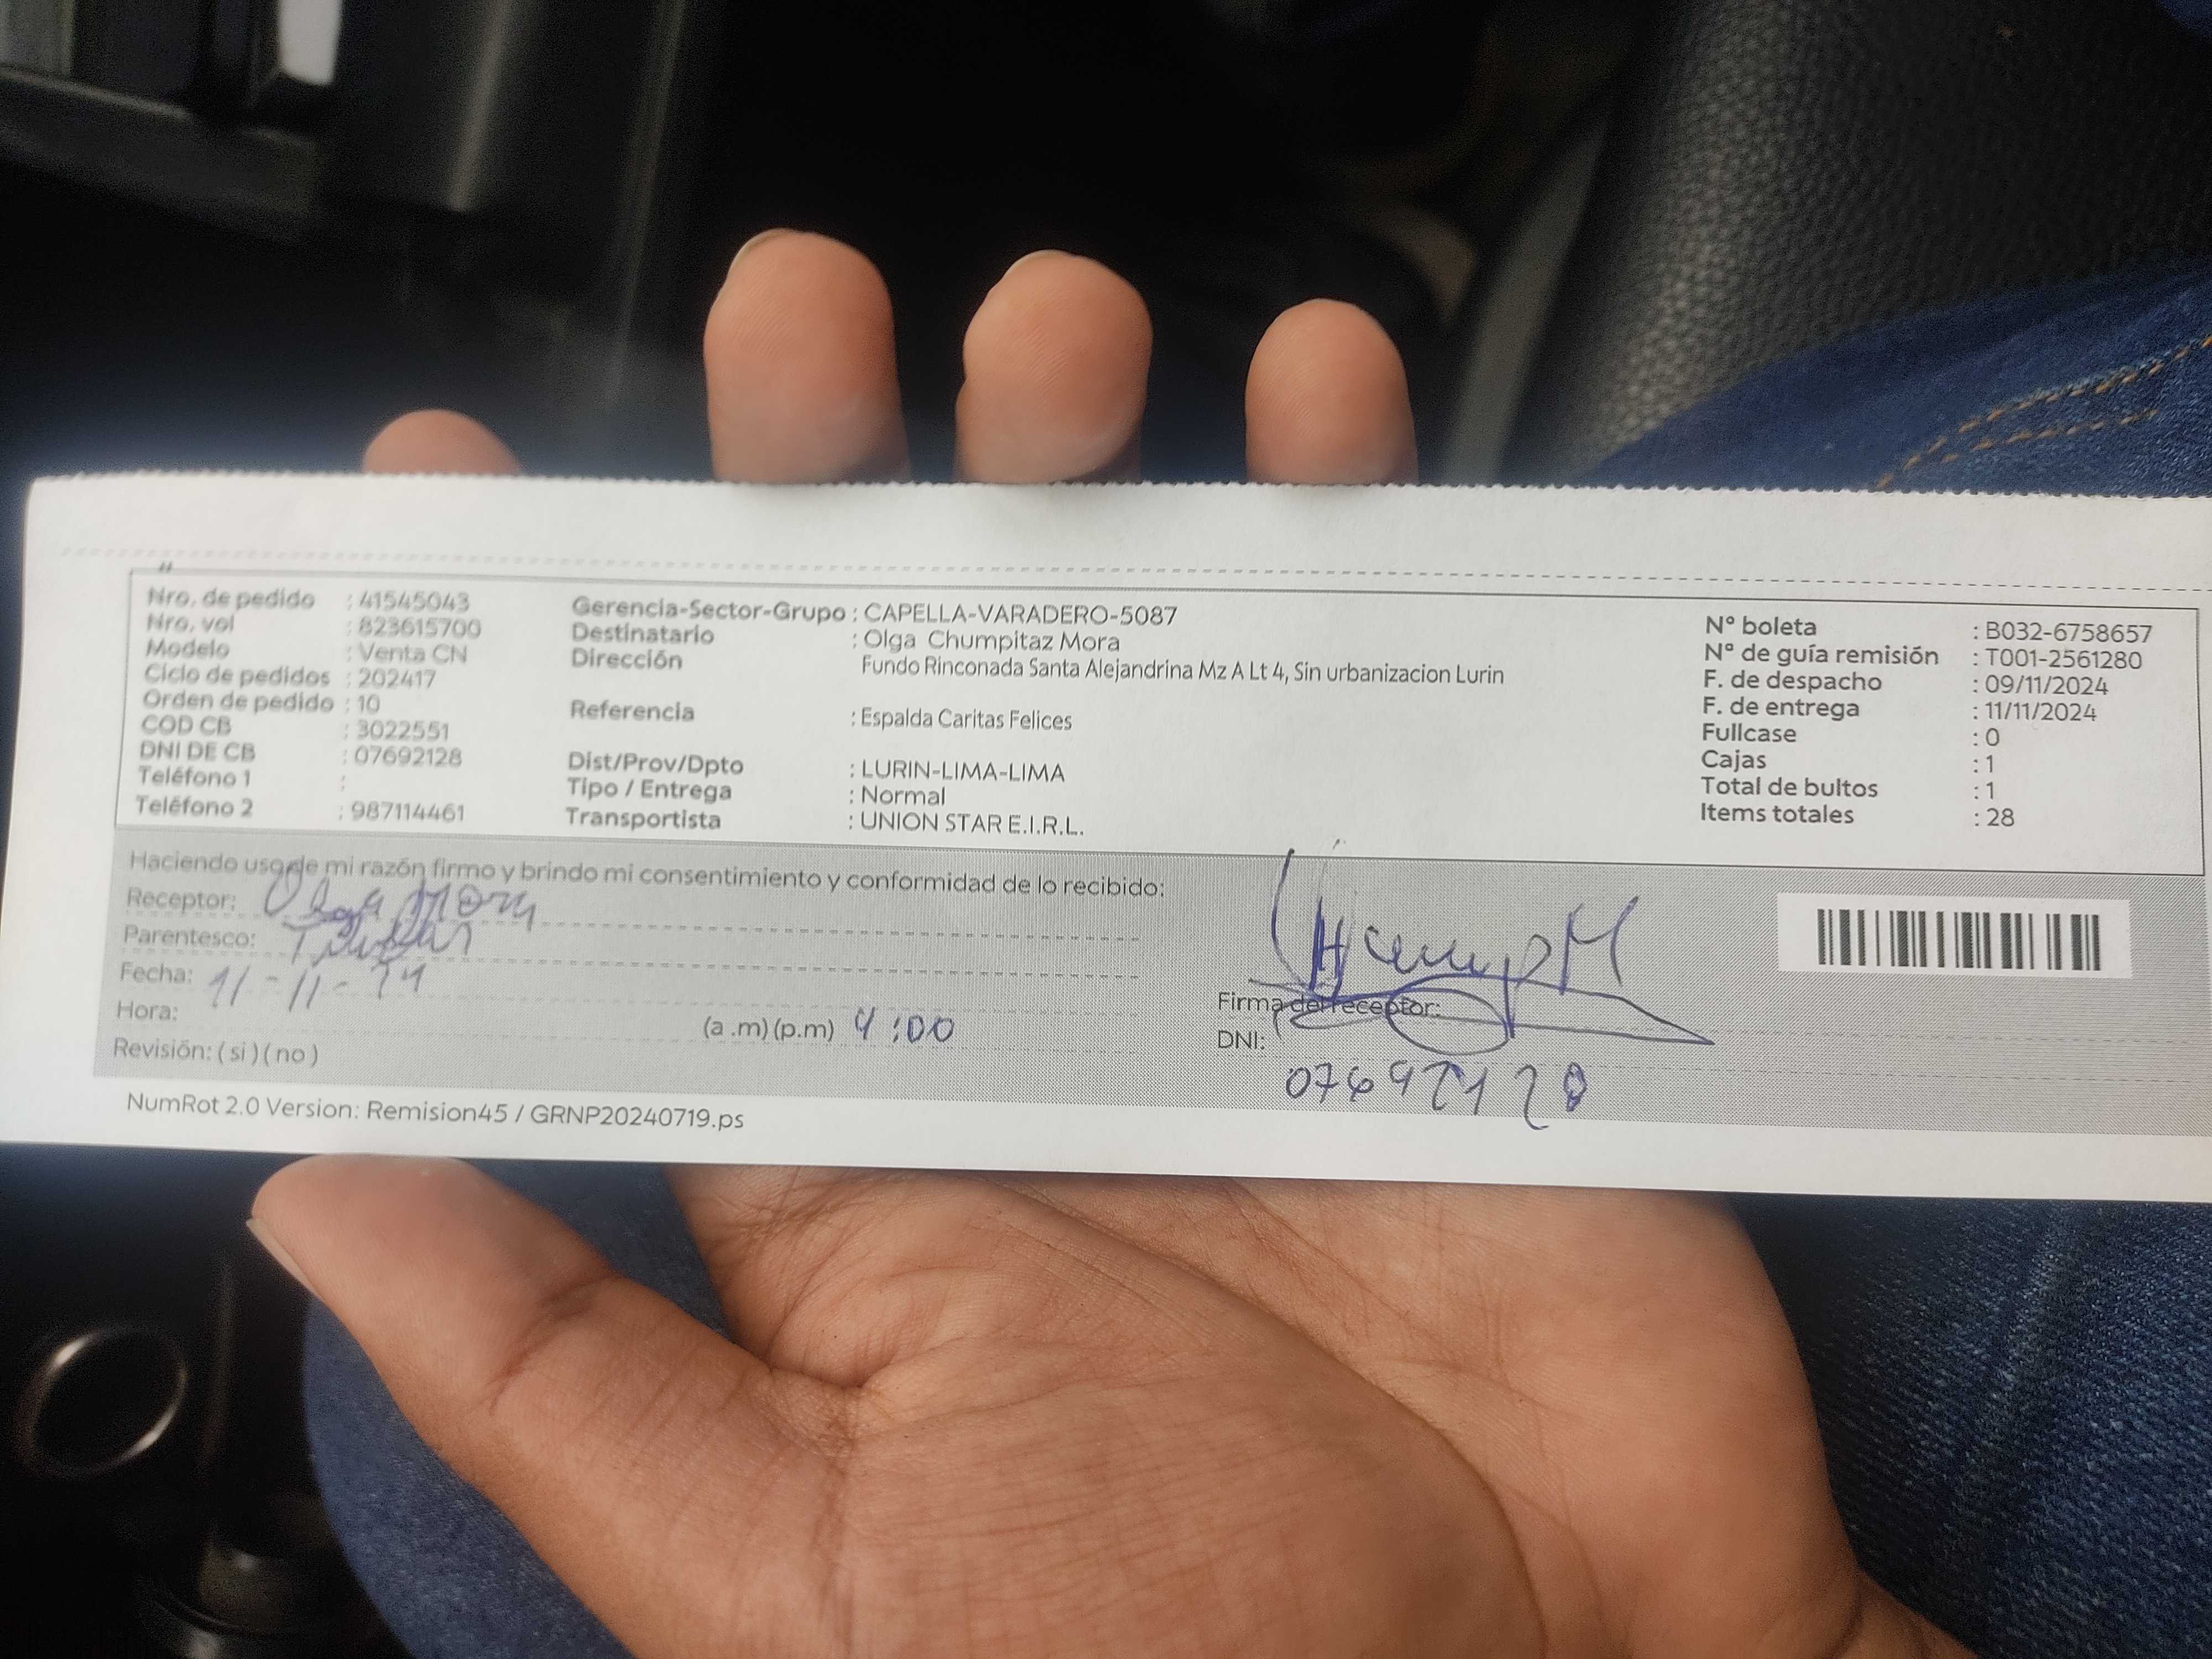 Nro. de pedido : 41545043
Nro. vol : 823615700
Modelo : Venta CN
Ciclo de pedidos : 202417
Orden de pedido : 10
COD CB : 3022551
DNI DE CB : 07692128
Teléfono 1 :
Teléfono 2 : 987114461
Gerencia-Sector-Grupo : CAPELLA-VARADERO-5087
Destinatario : Olga Chumpitaz Mora
Dirección Fundo Rinconada Santa Alejandrina Mz A Lt 4, Sin urbanizacion Lurin
Referencia : Espalda Caritas Felices
Dist/Prov/Dpto : LURIN-LIMA-LIMA
Tipo / Entrega : Normal
Transportista : UNION STAR E.I.R.L.
N° boleta : B032-6758657
N° de guía remisión : T001-2561280
F. de despacho : 09/11/2024
F. de entrega : 11/11/2024
Fullcase : 0
Cajas : 1
Total de bultos : 1
Items totales : 28
Haciendo uso de mi razón firmo y brindo mi consentimiento y conformidad de lo recibido:
Receptor: Olga Mora
Parentesco: Titular
Fecha: 11-11-
Hora: (a .m) (p.m) 4:00
Revisión: ( si ) ( no )
Firma del receptor:
DNI: 07692128
NumRot 2.0 Version: Remision45 / GRNP20240719.ps